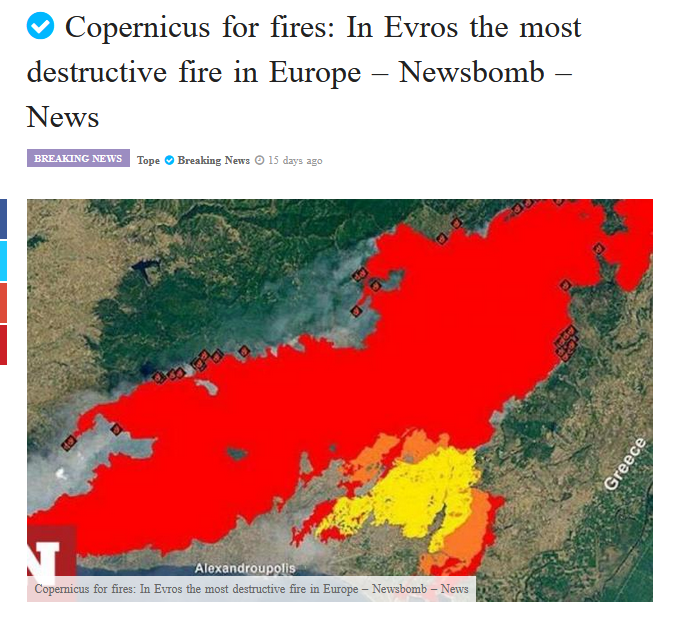 Copernicus for fires: In Evros the most
destructive fire in Europe – Newsbomb –
News
BREAKING NEWS Tope Breaking News 15 days ago
Greece
N
Alexandroupolis
Copernicus for fires: In Evros the most destructive fire in Europe – Newsbomb – News